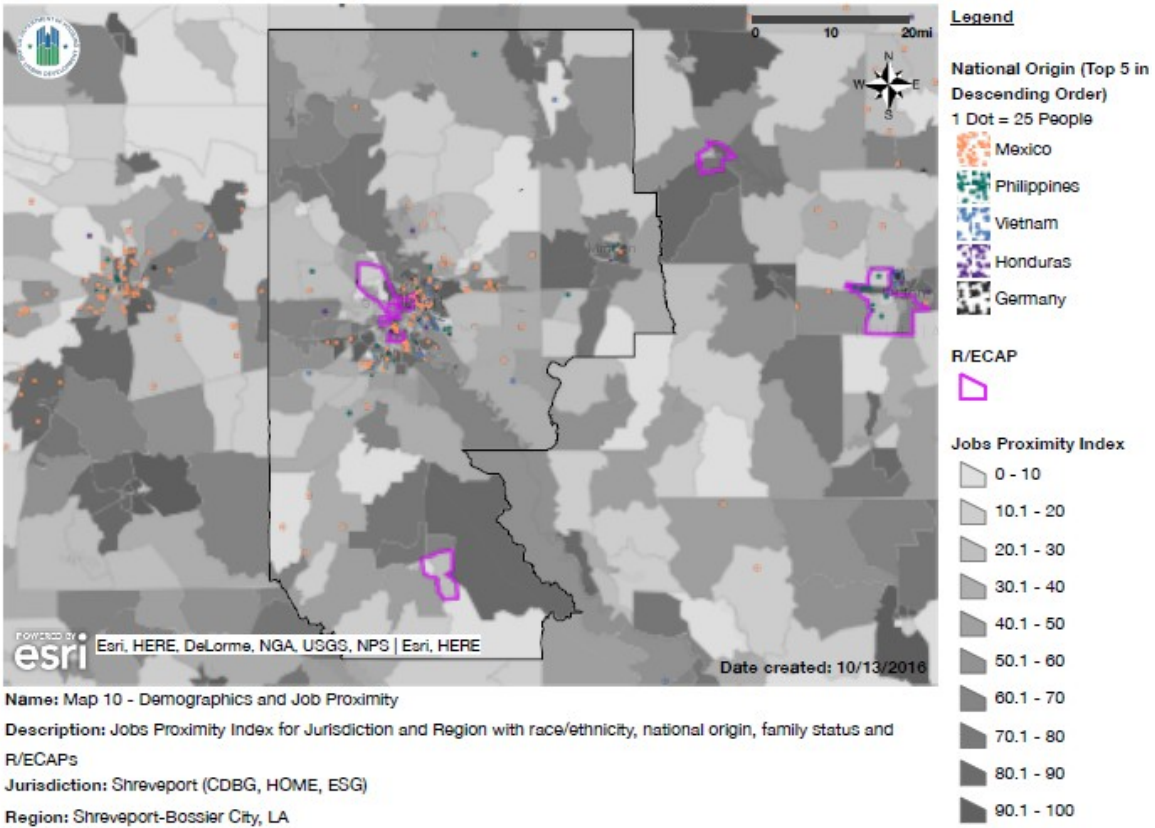 0 10 20mi
N
W E
S
POWERED BY
esri
Esri, HERE, DeLorme, NGA, USGS, NPS | Esri, HERE
Date created: 10/13/2016
Legend
National Origin (Top 5 in
Descending Order)
1 Dot = 25 People
Mexico
Philippines
Vietnam
Honduras
Germany
R/ECAP
Jobs Proximity Index
0 - 10
10.1 - 20
20.1 - 30
30.1 - 40
40.1 - 50
50.1 - 60
60.1 - 70
70.1 - 80
80.1 - 90
90.1 - 100
Name: Map 10 - Demographics and Job Proximity
Description: Jobs Proximity Index for Jurisdiction and Region with race/ethnicity, national origin, family status and
R/ECAPs
Jurisdiction: Shreveport (CDBG, HOME, ESG)
Region: Shreveport-Bossier City, LA